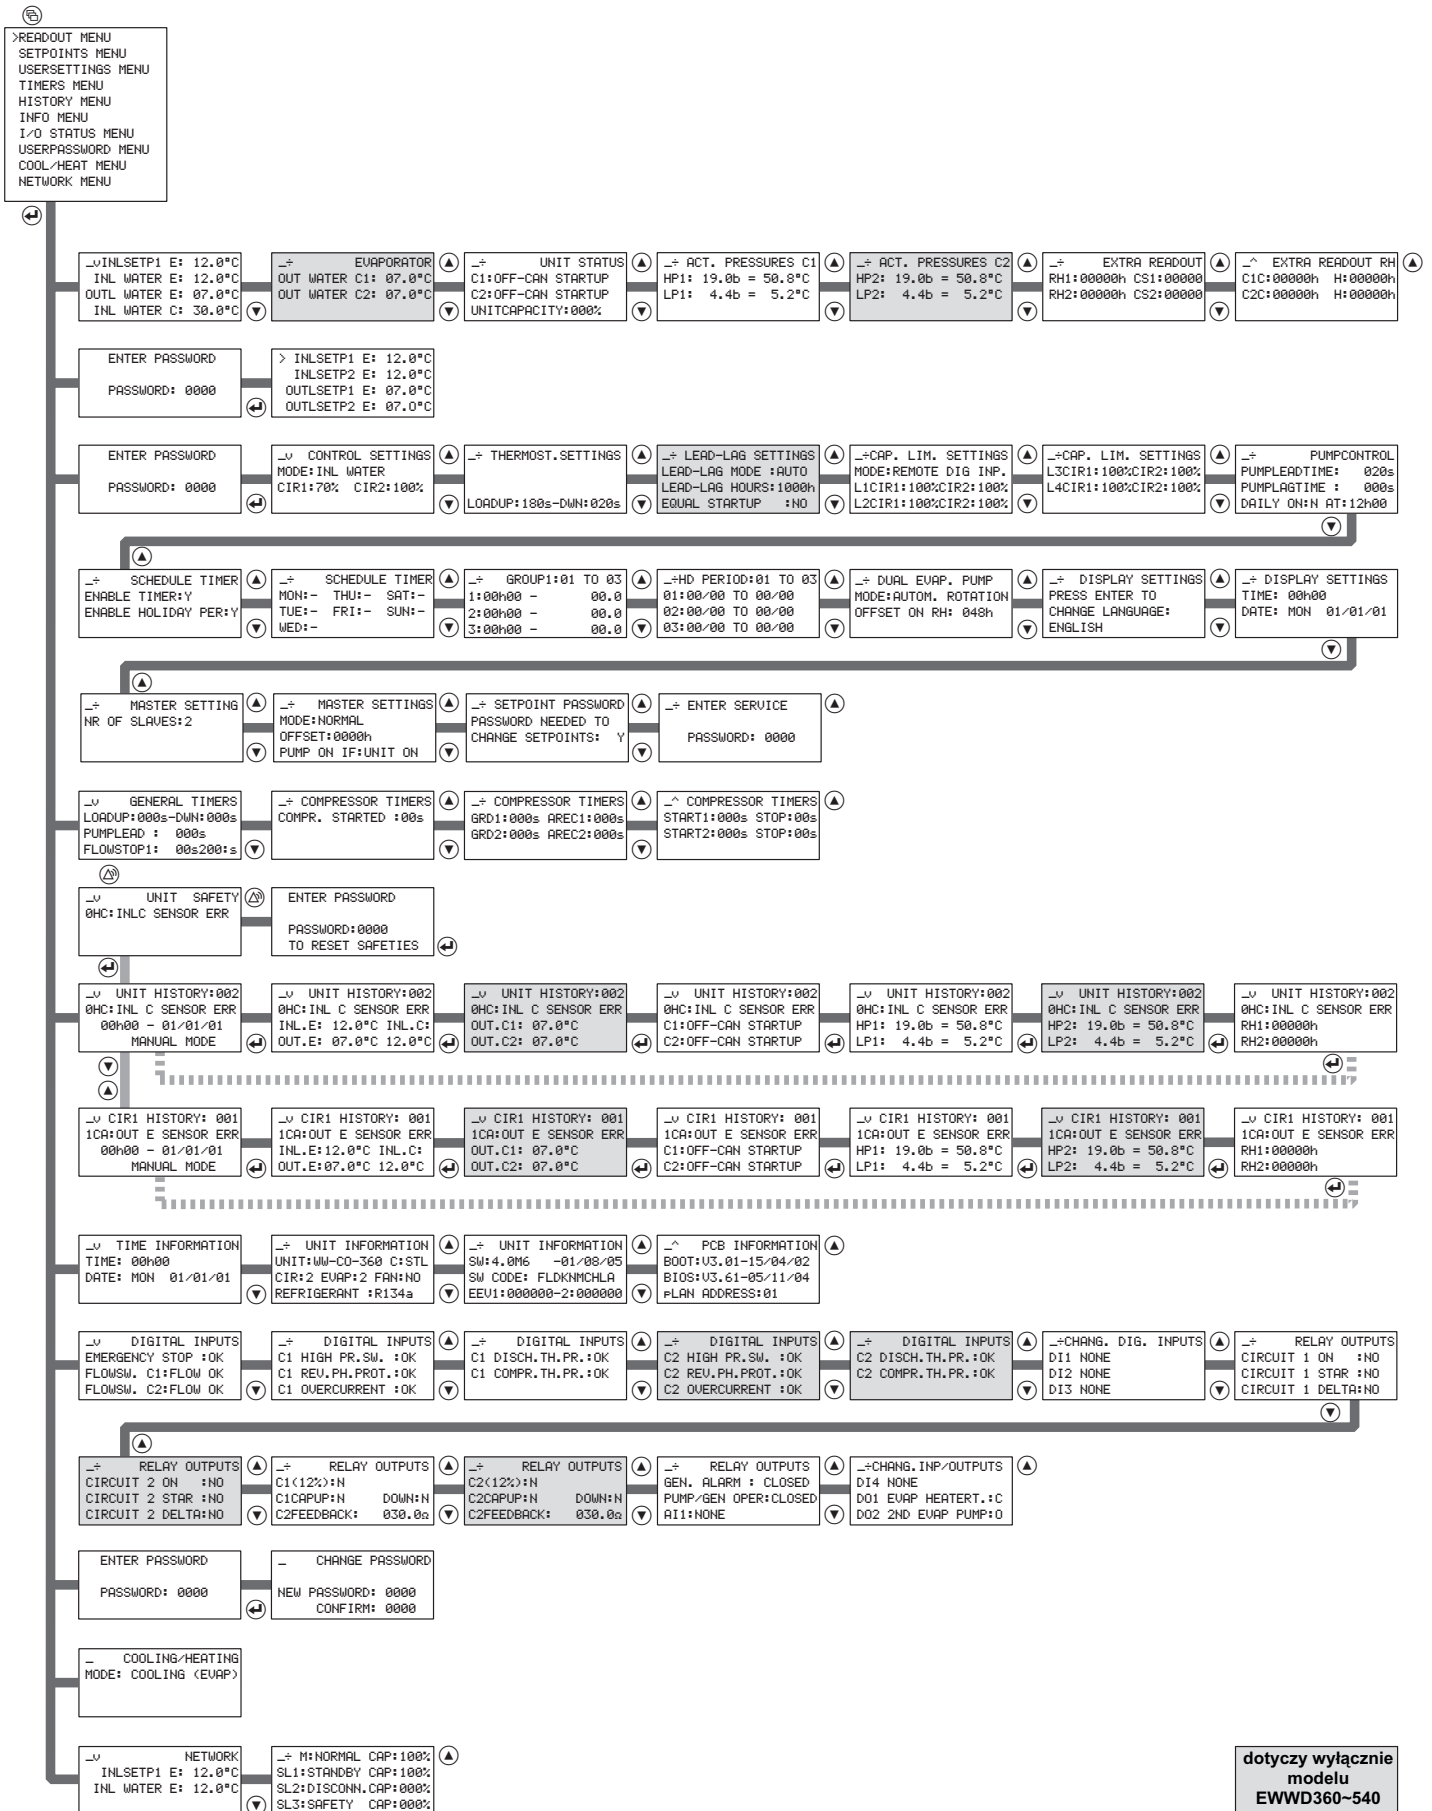 >READOUT MENU
SETPOINTS MENU
USERSETTINGS MENU
TIMERS MENU
HISTORY MENU
INFO MENU
I/O STATUS MENU
USERPASSWORD MENU
COOL/HEAT MENU
NETWORK MENU
_vINLSETP1 E: 12.0°C
INL WATER E: 12.0°C
OUTL WATER E: 07.0°C
INL WATER C: 30.0°C
_÷ EVAPORATOR
OUT WATER C1: 07.0°C
OUT WATER C2: 07.0°C
_÷ UNIT STATUS
C1:OFF-CAN STARTUP
C2:OFF-CAN STARTUP
UNITCAPACITY:000%
_÷ ACT. PRESSURES C1
HP1: 19.0b = 50.8°C
LP1: 4.4b = 5.2°C
_÷ ACT. PRESSURES C2
HP2: 19.0b = 50.8°C
LP2: 4.4b = 5.2°C
_÷ EXTRA READOUT
RH1:00000h CS1:00000
RH2:00000h CS2:00000
_^ EXTRA READOUT RH
C1C:00000h H:00000h
C2C:00000h H:00000h
ENTER PASSWORD
PASSWORD: 0000
> INLSETP1 E: 12.0°C
INLSETP2 E: 12.0°C
OUTLSETP1 E: 07.0°C
OUTLSETP2 E: 07.0°C
ENTER PASSWORD
PASSWORD: 0000
_v CONTROL SETTINGS
MODE:INL WATER
CIR1:70% CIR2:100%
_÷ THERMOST.SETTINGS
LOADUP:180s-DWN:020s
_÷ LEAD-LAG SETTINGS
LEAD-LAG MODE :AUTO
LEAD-LAG HOURS:1000h
EQUAL STARTUP :NO
_÷CAP. LIM. SETTINGS
MODE:REMOTE DIG INP.
L1CIR1:100%CIR2:100%
L2CIR1:100%CIR2:100%
_÷CAP. LIM. SETTINGS
L3CIR1:100%CIR2:100%
L4CIR1:100%CIR2:100%
_÷ PUMPCONTROL
PUMPLEADTIME: 020s
PUMPLAGTIME : 000s
DAILY ON:N AT:12h00
_÷ SCHEDULE TIMER
ENABLE TIMER:Y
ENABLE HOLIDAY PER:Y
_÷ SCHEDULE TIMER
MON:- THU:- SAT:-
TUE:- FRI:- SUN:-
WED:-
_÷ GROUP1:01 TO 03
1:00h00 - 00.0
2:00h00 - 00.0
3:00h00 - 00.0
_÷HD PERIOD:01 TO 03
01:00/00 TO 00/00
02:00/00 TO 00/00
03:00/00 TO 00/00
_÷ DUAL EVAP. PUMP
MODE:AUTOM. ROTATION
OFFSET ON RH: 048h
_÷ DISPLAY SETTINGS
PRESS ENTER TO
CHANGE LANGUAGE:
ENGLISH
_÷ DISPLAY SETTINGS
TIME: 00h00
DATE: MON 01/01/01
_÷ MASTER SETTING
NR OF SLAVES:2
_÷ MASTER SETTINGS
MODE:NORMAL
OFFSET:0000h
PUMP ON IF:UNIT ON
_÷ SETPOINT PASSWORD
PASSWORD NEEDED TO
CHANGE SETPOINTS: Y
_÷ ENTER SERVICE
PASSWORD: 0000
_v GENERAL TIMERS
LOADUP:000s-DWN:000s
PUMPLEAD : 000s
FLOWSTOP1: 00s200:s
_÷ COMPRESSOR TIMERS
COMPR. STARTED :00s
_÷ COMPRESSOR TIMERS
GRD1:000s AREC1:000s
GRD2:000s AREC2:000s
_^ COMPRESSOR TIMERS
START1:000s STOP:00s
START2:000s STOP:00s
_v UNIT SAFETY
0HC:INLC SENSOR ERR
ENTER PASSWORD
PASSWORD:0000
TO RESET SAFETIES
_v UNIT HISTORY:002
0HC:INL C SENSOR ERR
00h00 - 01/01/01
MANUAL MODE
_v UNIT HISTORY:002
0HC:INL C SENSOR ERR
INL.E: 12.0°C INL.C:
OUT.E: 07.0°C 12.0°C
_v UNIT HISTORY:002
0HC:INL C SENSOR ERR
OUT.C1: 07.0°C
OUT.C2: 07.0°C
_v UNIT HISTORY:002
0HC:INL C SENSOR ERR
C1:OFF-CAN STARTUP
C2:OFF-CAN STARTUP
_v UNIT HISTORY:002
0HC:INL C SENSOR ERR
HP1: 19.0b = 50.8°C
LP1: 4.4b = 5.2°C
_v UNIT HISTORY:002
0HC:INL C SENSOR ERR
HP2: 19.0b = 50.8°C
LP2: 4.4b = 5.2°C
_v UNIT HISTORY:002
0HC:INL C SENSOR ERR
RH1:00000h
RH2:00000h
_v CIR1 HISTORY: 001
1CA:OUT E SENSOR ERR
00h00 - 01/01/01
MANUAL MODE
_v CIR1 HISTORY: 001
1CA:OUT E SENSOR ERR
INL.E:12.0°C INL.C:
OUT.E:07.0°C 12.0°C
_v CIR1 HISTORY: 001
1CA:OUT E SENSOR ERR
OUT.C1: 07.0°C
OUT.C2: 07.0°C
_v CIR1 HISTORY: 001
1CA:OUT E SENSOR ERR
C1:OFF-CAN STARTUP
C2:OFF-CAN STARTUP
_v CIR1 HISTORY: 001
1CA:OUT E SENSOR ERR
HP1: 19.0b = 50.8°C
LP1: 4.4b = 5.2°C
_v CIR1 HISTORY: 001
1CA:OUT E SENSOR ERR
HP2: 19.0b = 50.8°C
LP2: 4.4b = 5.2°C
_v CIR1 HISTORY: 001
1CA:OUT E SENSOR ERR
RH1:00000h
RH2:00000h
_v TIME INFORMATION
TIME: 00h00
DATE: MON 01/01/01
_÷ UNIT INFORMATION
UNIT:WW-CO-360 C:STL
CIR:2 EVAP:2 FAN:NO
REFRIGERANT :R134a
_÷ UNIT INFORMATION
SW:4.0M6 -01/08/05
SW CODE: FLDKNMCHLA
EEV1:000000-2:000000
_^ PCB INFORMATION
BOOT:V3.01-15/04/02
BIOS:V3.61-05/11/04
pLAN ADDRESS:01
_v DIGITAL INPUTS
EMERGENCY STOP :OK
FLOWSW. C1:FLOW OK
FLOWSW. C2:FLOW OK
_÷ DIGITAL INPUTS
C1 HIGH PR.SW. :OK
C1 REV.PH.PROT.:OK
C1 OVERCURRENT :OK
_÷ DIGITAL INPUTS
C1 DISCH.TH.PR.:OK
C1 COMPR.TH.PR.:OK
_÷ DIGITAL INPUTS
C2 HIGH PR.SW. :OK
C2 REV.PH.PROT.:OK
C2 OVERCURRENT :OK
_÷ DIGITAL INPUTS
C2 DISCH.TH.PR.:OK
C2 COMPR.TH.PR.:OK
_÷CHANG. DIG. INPUTS
DI1 NONE
DI2 NONE
DI3 NONE
_÷ RELAY OUTPUTS
CIRCUIT 1 ON :NO
CIRCUIT 1 STAR :NO
CIRCUIT 1 DELTA:NO
_÷ RELAY OUTPUTS
CIRCUIT 2 ON :NO
CIRCUIT 2 STAR :NO
CIRCUIT 2 DELTA:NO
_÷ RELAY OUTPUTS
C1(12%):N
C1CAPUP:N DOWN:N
C2FEEDBACK: 030.0Ω
_÷ RELAY OUTPUTS
C2(12%):N
C2CAPUP:N DOWN:N
C2FEEDBACK: 030.0Ω
_÷ RELAY OUTPUTS
GEN. ALARM : CLOSED
PUMP/GEN OPER:CLOSED
AI1:NONE
_÷CHANG.INP/OUTPUTS
DI4 NONE
DO1 EVAP HEATERT.:C
DO2 2ND EVAP PUMP:O
ENTER PASSWORD
PASSWORD: 0000
_ CHANGE PASSWORD
NEW PASSWORD: 0000
CONFIRM: 0000
_ COOLING/HEATING
MODE: COOLING (EVAP)
_v NETWORK
INLSETP1 E: 12.0°C
INL WATER E: 12.0°C
_÷ M:NORMAL CAP:100%
SL1:STANDBY CAP:100%
SL2:DISCONN.CAP:000%
SL3:SAFETY CAP:000%
dotyczy wyłącznie
modelu
EWWD360~540